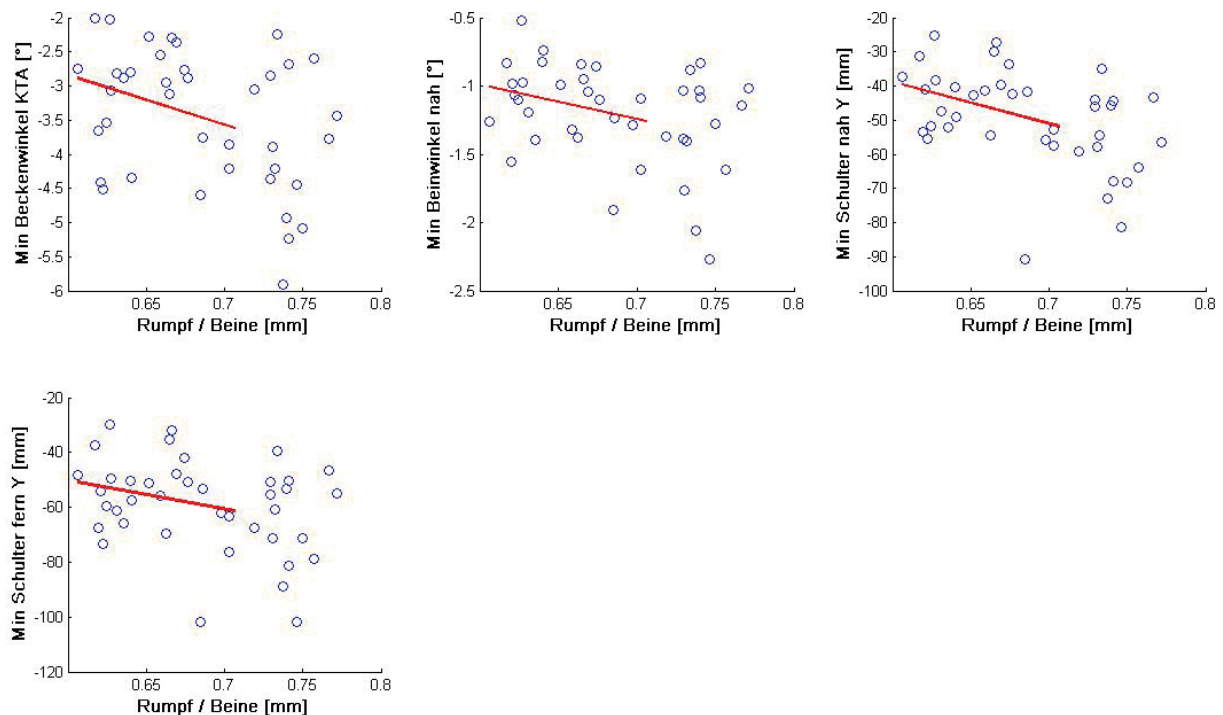 -2
-2.5
-3
-3.5
-4
-4.5
-5
-5.5
-6
0.65 0.7 0.75 0.8
Min Beckenwinkel KTA [°]
Rumpf / Beine [mm]
-0.5
-1
-1.5
-2
-2.5
0.65 0.7 0.75 0.8
Min Beinwinkel nah [°]
Rumpf / Beine [mm]
-20
-30
-40
-50
-60
-70
-80
-90
-100
0.65 0.7 0.75 0.8
Min Schulter nah Y [mm]
Rumpf / Beine [mm]
-20
-40
-60
-80
-100
-120
0.65 0.7 0.75 0.8
Min Schulter fern Y [mm]
Rumpf / Beine [mm]